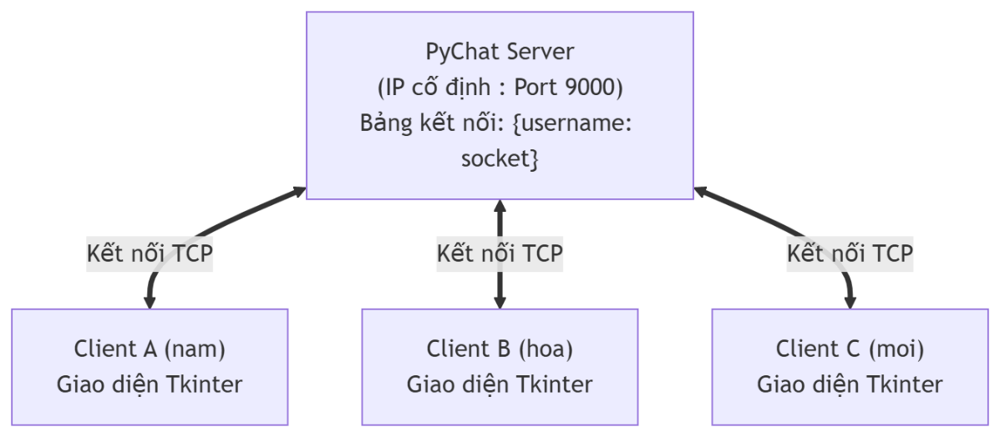 PyChat Server
(IP cố định : Port 9000)
Bảng kết nối: {username:
socket}
Kết nối TCP
Kết nối TCP
Kết nối TCP
Client A (nam)
Giao diện Tkinter
Client B (hoa)
Giao diện Tkinter
Client C (moi)
Giao diện Tkinter